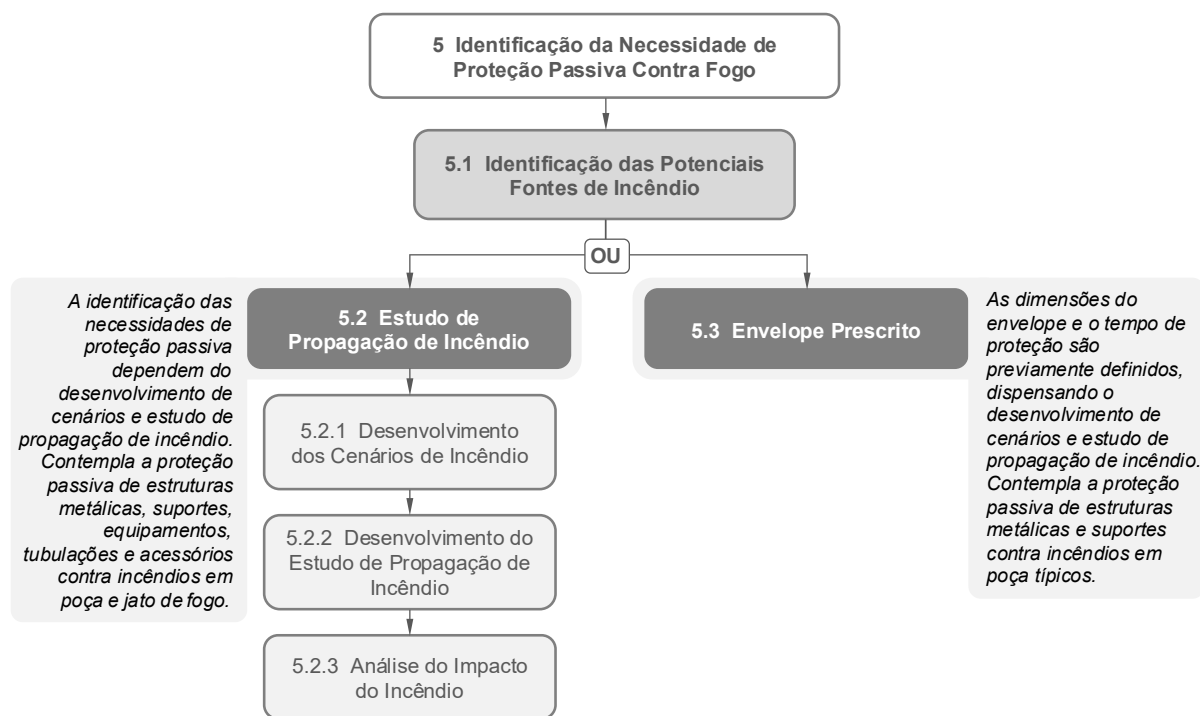 5 Identificação da Necessidade de
Proteção Passiva Contra Fogo
5.1 Identificação das Potenciais
Fontes de Incêndio
OU
A identificação das
necessidades de
proteção passiva
dependem do
desenvolvimento de
cenários e estudo de
propagação de incêndio.
Contempla a proteção
passiva de estruturas
metálicas, suportes,
equipamentos,
tubulações e acessórios
contra incêndios em
poça e jato de fogo.
5.2 Estudo de
Propagação de Incêndio
5.2.1 Desenvolvimento
dos Cenários de Incêndio
5.2.2 Desenvolvimento do
Estudo de Propagação de
Incêndio
5.2.3 Análise do Impacto
do Incêndio
5.3 Envelope Prescrito
As dimensões do
envelope e o tempo de
proteção são
previamente definidos,
dispensando o
desenvolvimento de
cenários e estudo de
propagação de incêndio.
Contempla a proteção
passiva de estruturas
metálicas e suportes
contra incêndios em
poça típicos.